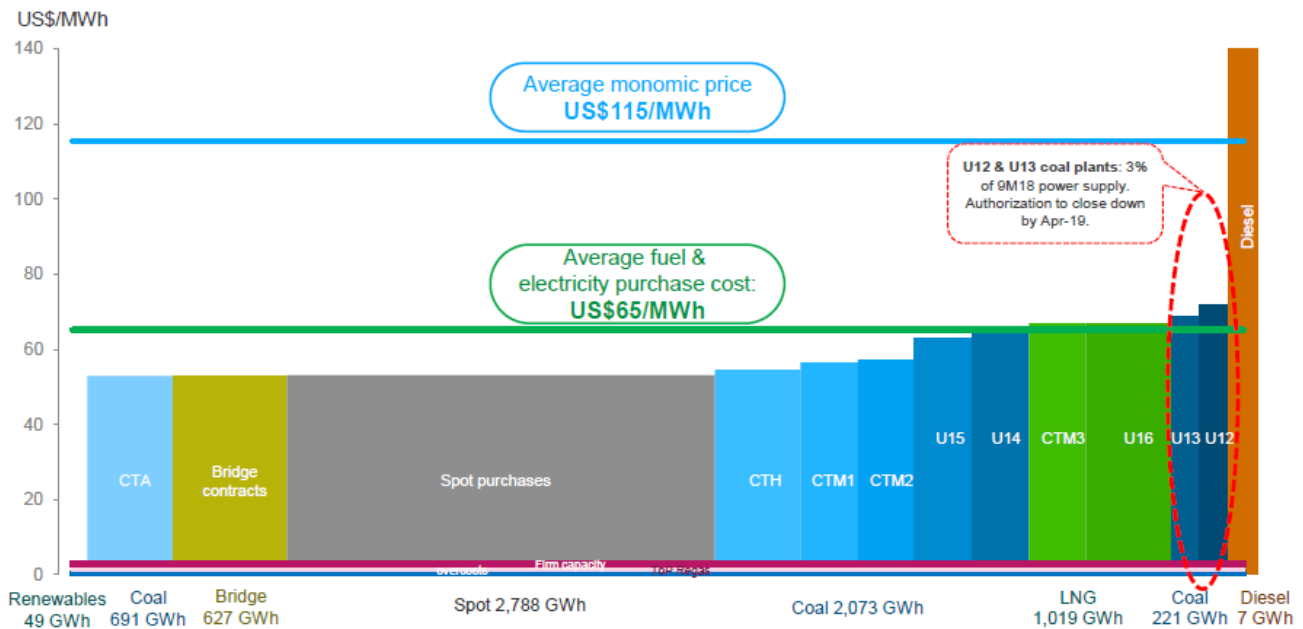 US$/MWh
140
120
100
80
60
40
20
0
Average monomic price
US$115/MWh
U12 & U13 coal plants: 3%
of 9M18 power supply.
Authorization to close down
by Apr-19.
Average fuel &
electricity purchase cost:
US$65/MWh
Diesel
CTA
Bridge
contracts
Spot purchases
CTH
CTM1
CTM2
U15
U14
CTM3
U16
U13
U12
Firm capacity
overcosts
ToP Regas
Renewables
49 GWh
Coal
691 GWh
Bridge
627 GWh
Spot 2,788 GWh
Coal 2,073 GWh
LNG
1,019 GWh
Coal
221 GWh
Diesel
7 GWh